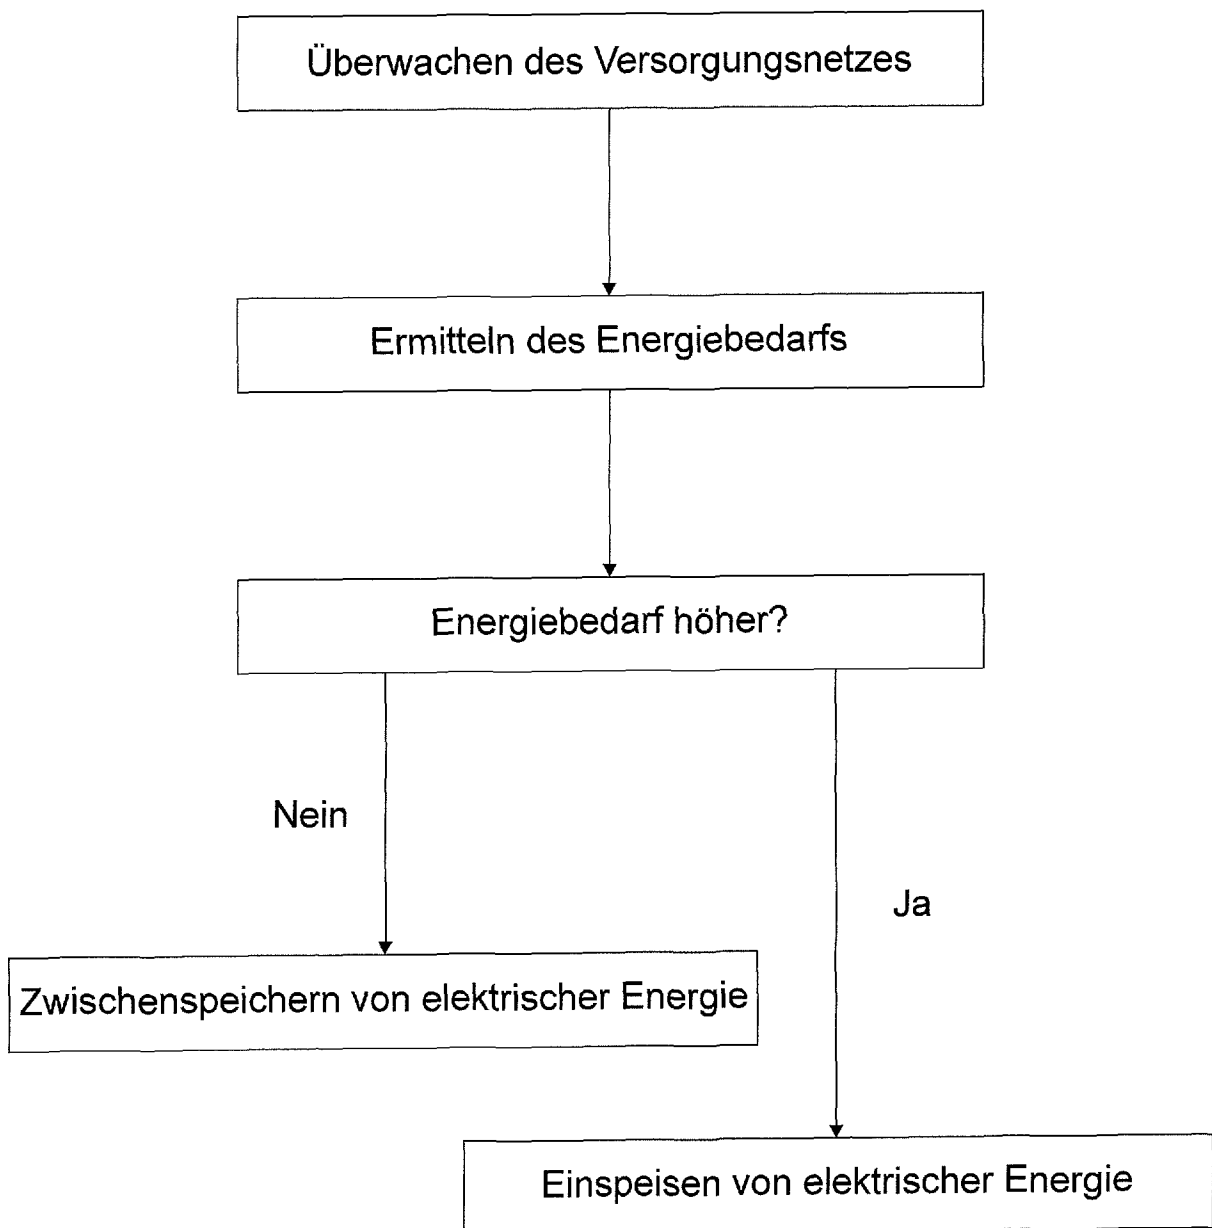 Überwachen des Versorgungsnetzes
Ermitteln des Energiebedarfs
Energiebedarf höher?
Nein
Ja
Zwischenspeichern von elektrischer Energie
Einspeisen von elektrischer Energie